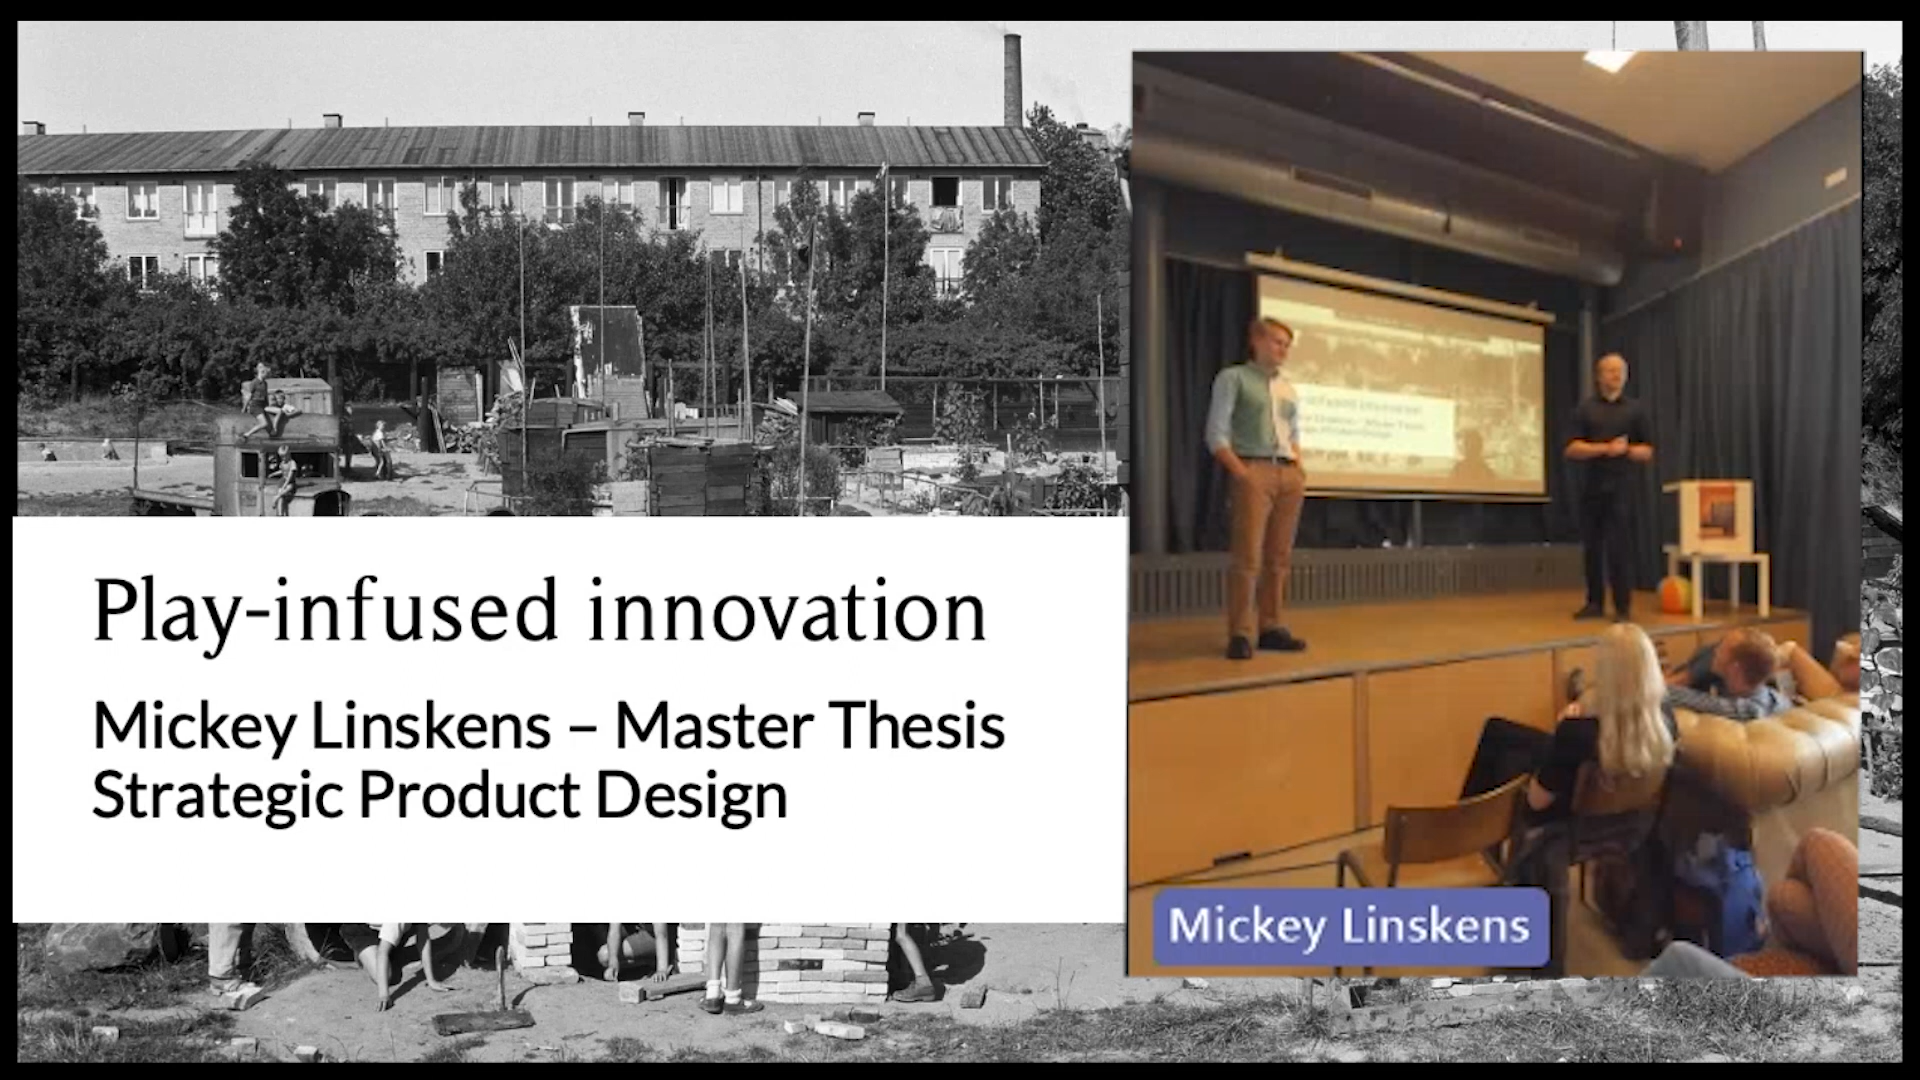 Play-infused innovation
Mickey Linskens – Master Thesis
Strategic Product Design
Mickey Linskens